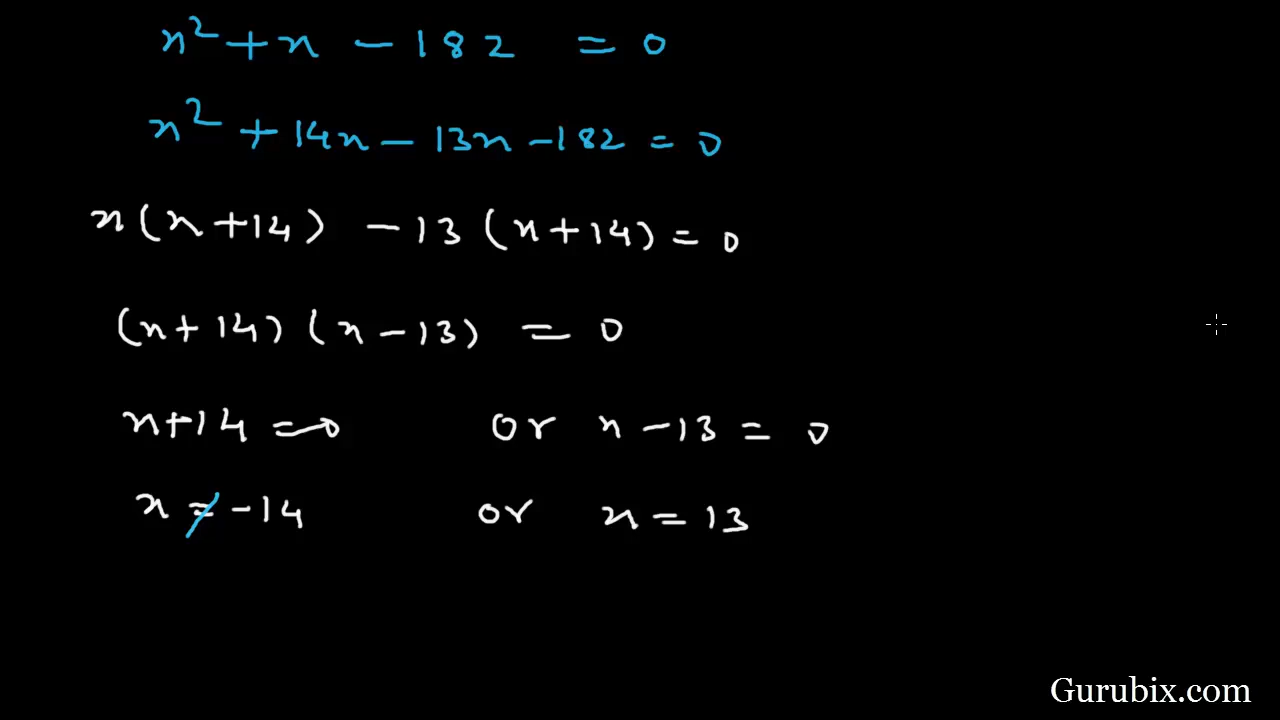 x² + x - 182 = 0
x² + 14x - 13x - 182 = 0
x(x+14) - 13(x+14) = 0
(x+14)(x-13) = 0
x+14 = 0 or x-13 = 0
x ≠ -14 or x = 13
Gurubix.com